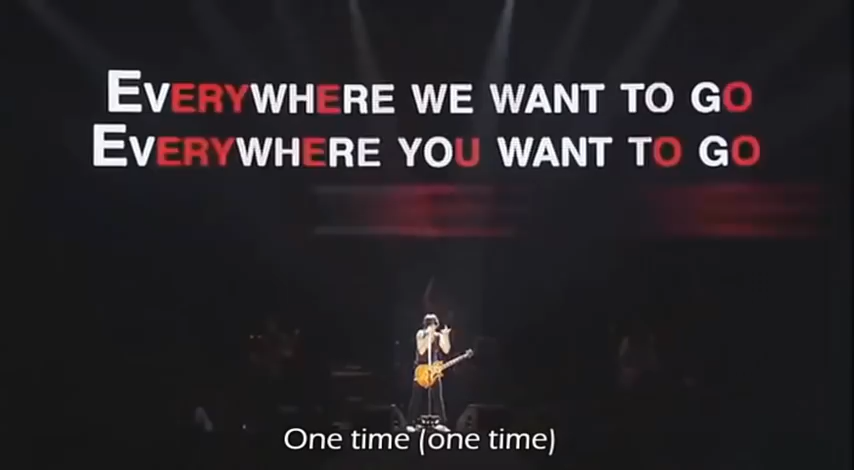 EVERYWHERE WE WANT TO GO
EVERYWHERE YOU WANT TO GO
One time (one time)